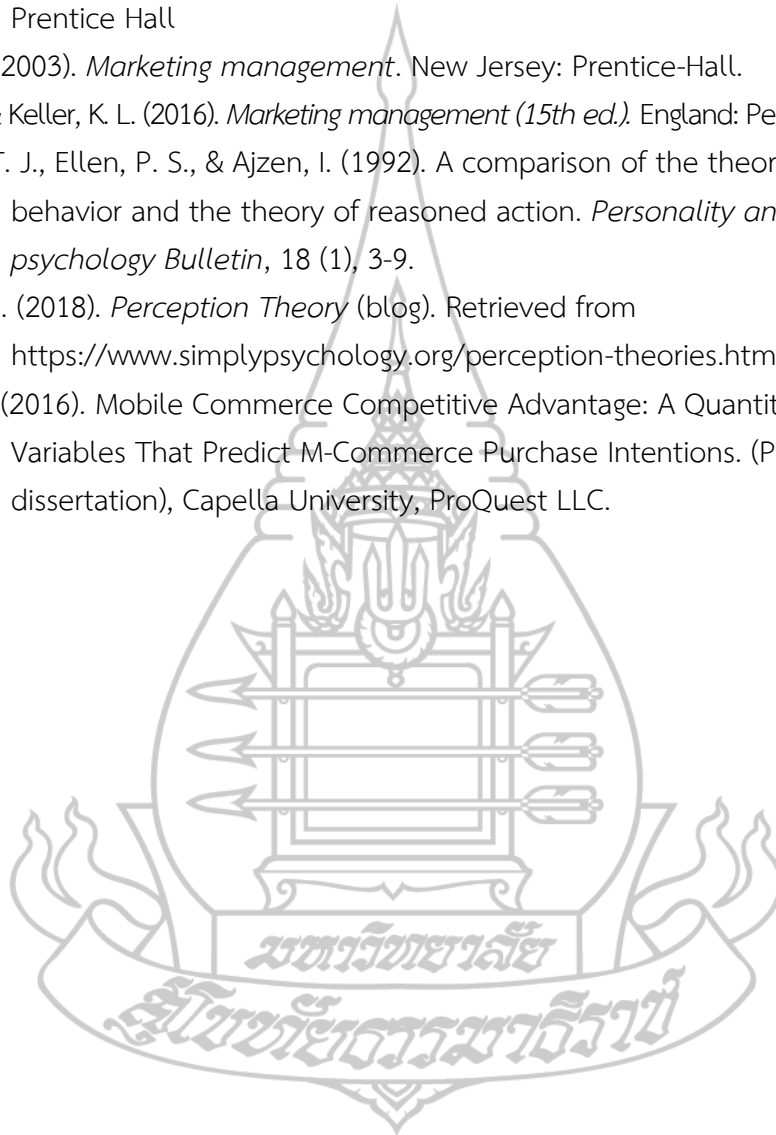 Prentice Hall
2003). Marketing management. New Jersey: Prentice-Hall.
Keller, K. L. (2016). Marketing management (15th ed.). England: Pe
T. J., Ellen, P. S., & Ajzen, I. (1992). A comparison of the theor
behavior and the theory of reasoned action. Personality an
psychology Bulletin, 18 (1), 3-9.
. (2018). Perception Theory (blog). Retrieved from
https://www.simplypsychology.org/perception-theories.htm
(2016). Mobile Commerce Competitive Advantage: A Quantit
Variables That Predict M-Commerce Purchase Intentions. (P
dissertation), Capella University, ProQuest LLC.
มหาวิทยาลัย
สุโขทัยธรรมาธิราช